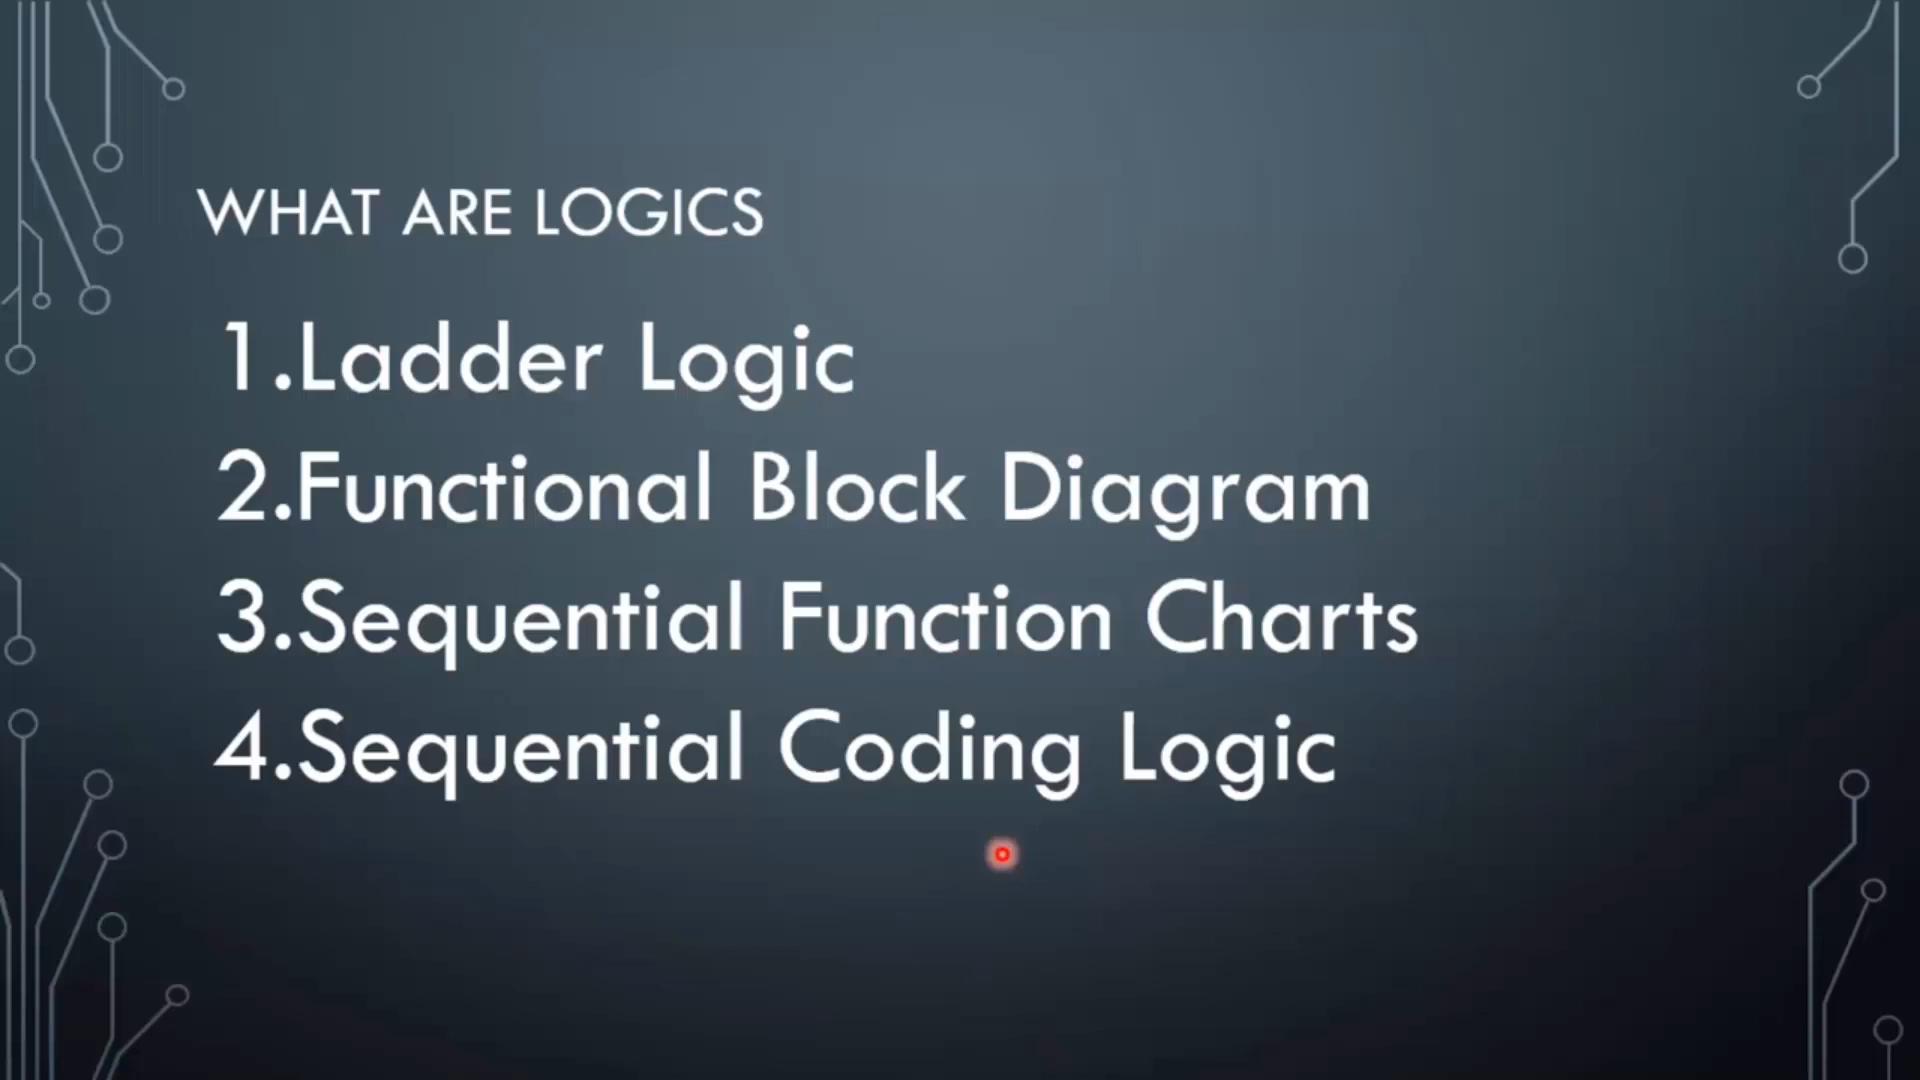 WHAT ARE LOGICS
1.Ladder Logic
2.Functional Block Diagram
3.Sequential Function Charts
4.Sequential Coding Logic